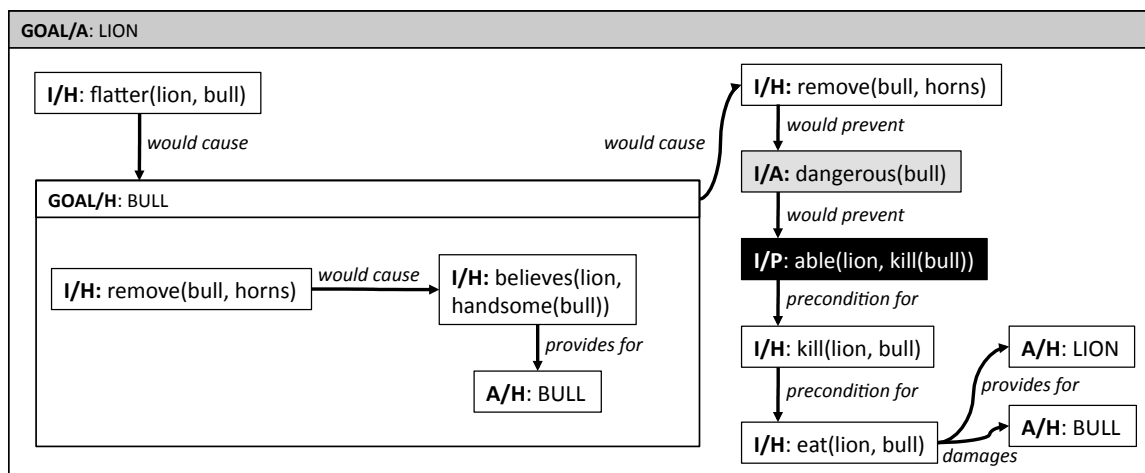 GOAL/A: LION
I/H: flatter(lion, bull)
would cause
GOAL/H: BULL
I/H: remove(bull, horns)
would cause
I/H: believes(lion,
handsome(bull))
provides for
A/H: BULL
would cause
I/H: remove(bull, horns)
would prevent
I/A: dangerous(bull)
would prevent
I/P: able(lion, kill(bull))
precondition for
I/H: kill(lion, bull)
precondition for
I/H: eat(lion, bull)
A/H: LION
provides for
A/H: BULL
damages